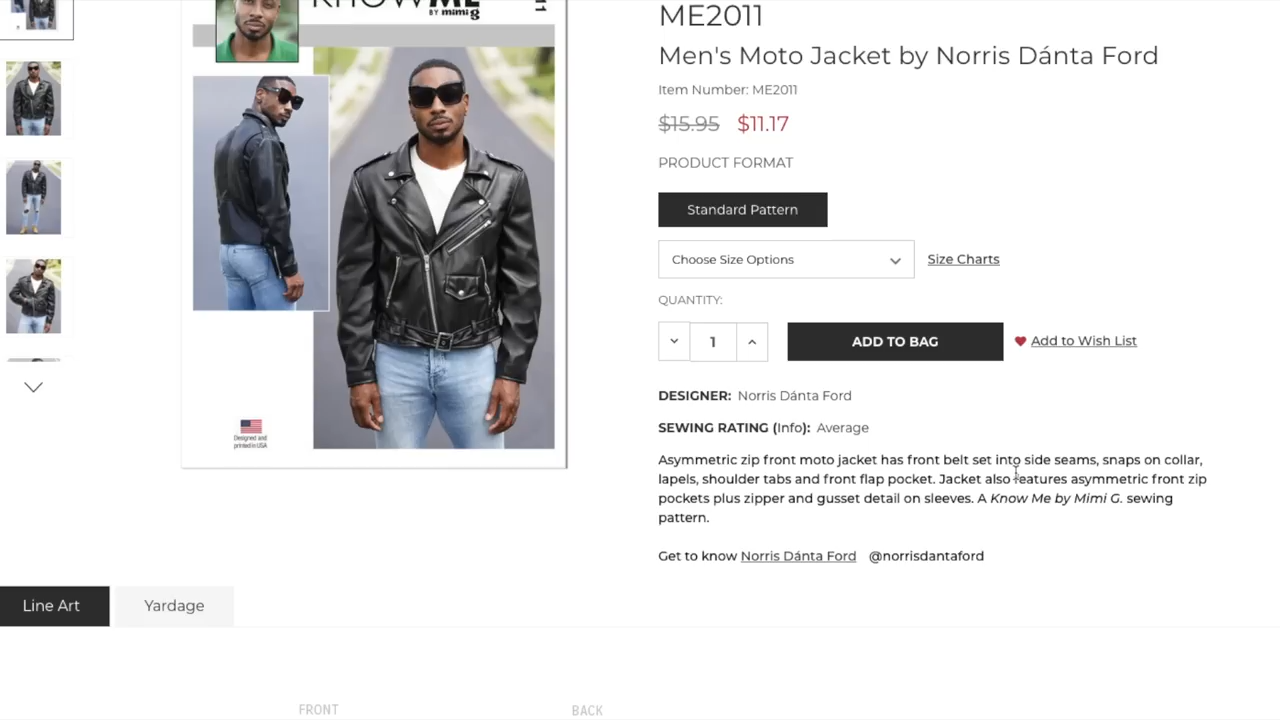 KNOWME
BY mimi g
ME2011
Men's Moto Jacket by Norris Dánta Ford
Item Number: ME2011
$15.95 $11.17
PRODUCT FORMAT
Standard Pattern
Choose Size Options Size Charts
QUANTITY:
1 ADD TO BAG Add to Wish List
DESIGNER: Norris Dánta Ford
SEWING RATING (Info): Average
Asymmetric zip front moto jacket has front belt set into side seams, snaps on collar,
lapels, shoulder tabs and front flap pocket. Jacket also features asymmetric front zip
pockets plus zipper and gusset detail on sleeves. A Know Me by Mimi G. sewing
pattern.
Get to know Norris Dánta Ford @norrisdantaford
Designed and
printed in USA
Line Art Yardage
FRONT BACK